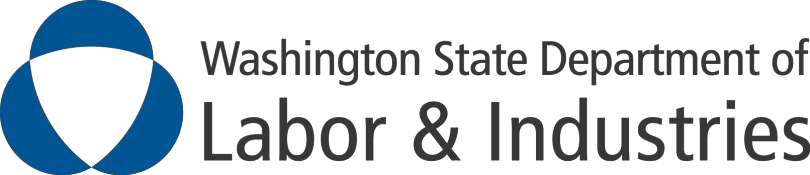 Washington State Department of
Labor & Industries